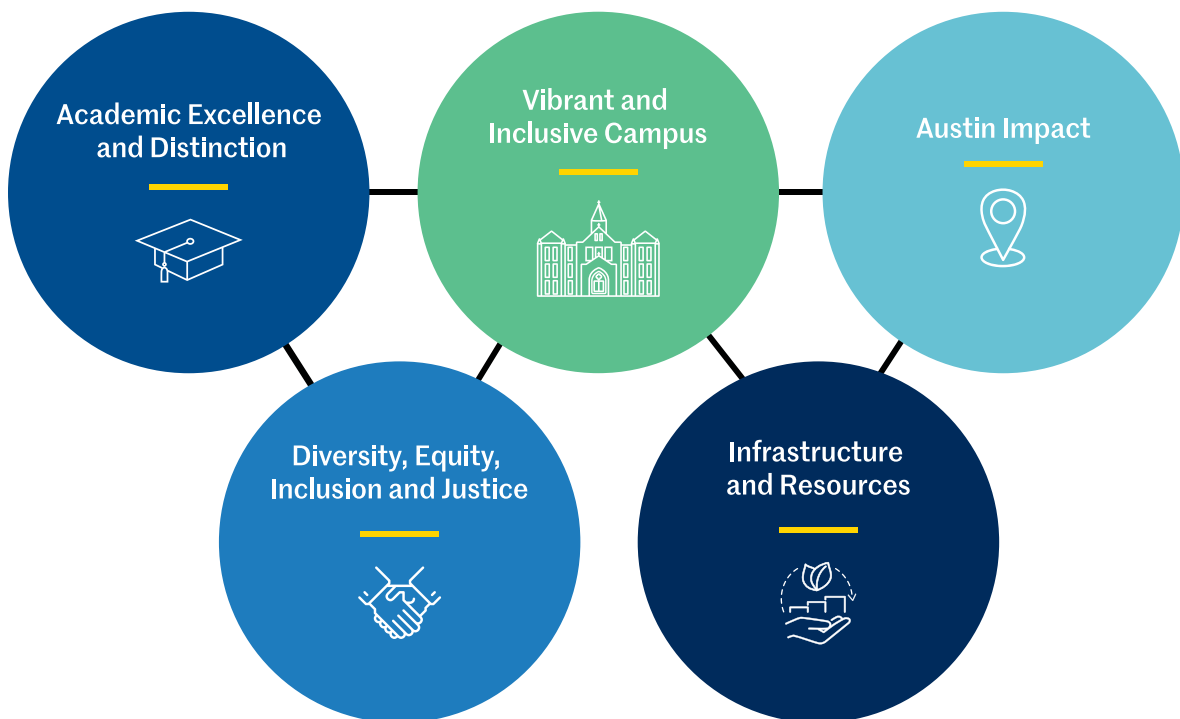 Academic Excellence
and Distinction
Vibrant and
Inclusive Campus
Austin Impact
Diversity, Equity,
Inclusion and Justice
Infrastructure
and Resources